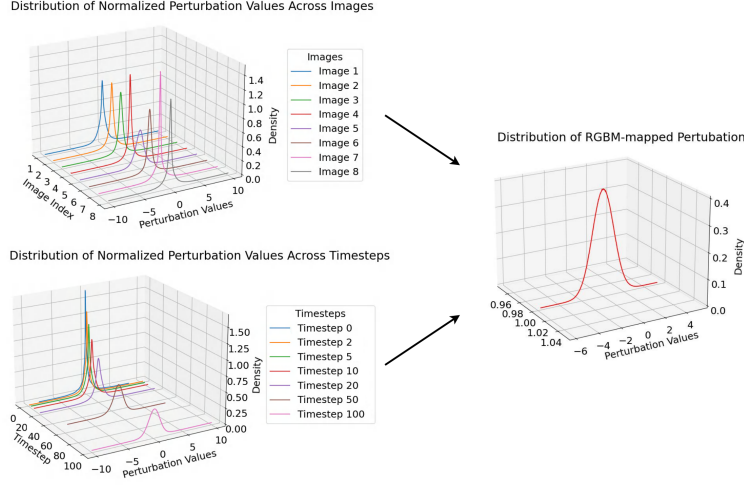 Distribution of Normalized Perturbation Values Across Images
1.4
1.2
1.0
0.8
0.6
0.4
0.2
0.0
Density
1
2
3
4
5
6
7
8
Image Index
−10
−5
0
5
10
Perturbation Values
Images
Image 1
Image 2
Image 3
Image 4
Image 5
Image 6
Image 7
Image 8
Distribution of Normalized Perturbation Values Across Timesteps
1.50
1.25
1.00
0.75
0.50
0.25
0.00
Density
0
20
40
60
80
100
Timestep
−10
−5
0
5
10
Perturbation Values
Timesteps
Timestep 0
Timestep 2
Timestep 5
Timestep 10
Timestep 20
Timestep 50
Timestep 100
Distribution of RGBM-mapped Pertubation
0.4
0.3
0.2
0.1
0.0
Density
0.96
0.98
1.00
1.02
1.04
−6
−4
−2
0
2
4
Perturbation Values